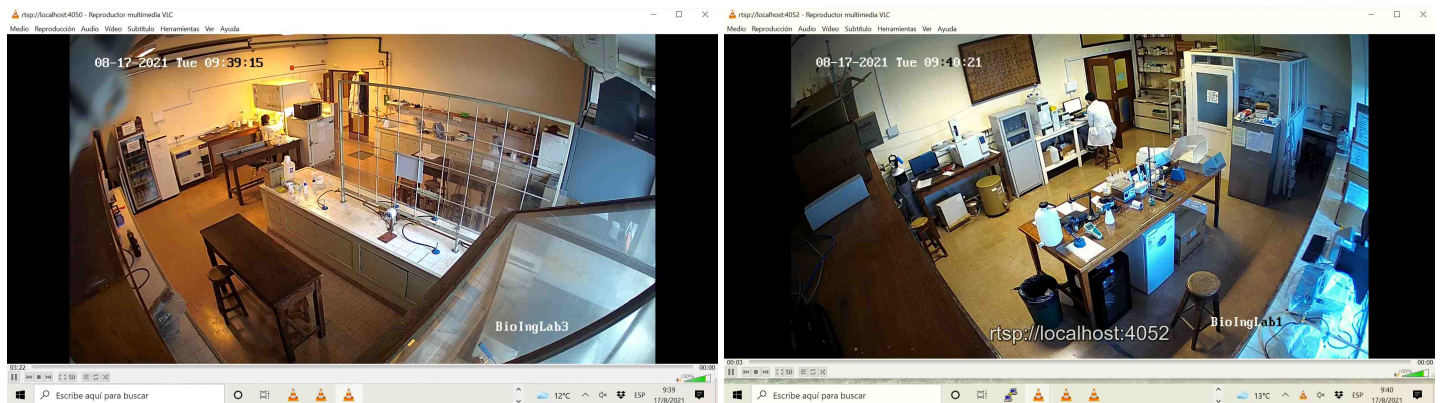 rtsp://localhost:4050 - Reproductor multimedia VLC
Medio Reproducción Audio Vídeo Subtítulo Herramientas Ver Ayuda
08-17-2021 Tue 09:39:15
BioIngLab3
03:22
00:00
100%
Escribe aquí para buscar
12°C
ESP
9:39
17/8/2021
rtsp://localhost:4052 - Reproductor multimedia VLC
Medio Reproducción Audio Vídeo Subtítulo Herramientas Ver Ayuda
08-17-2021 Tue 09:40:21
BioIngLab1
rtsp://localhost:4052
00:03
00:00
100%
Escribe aquí para buscar
13°C
ESP
9:40
17/8/2021